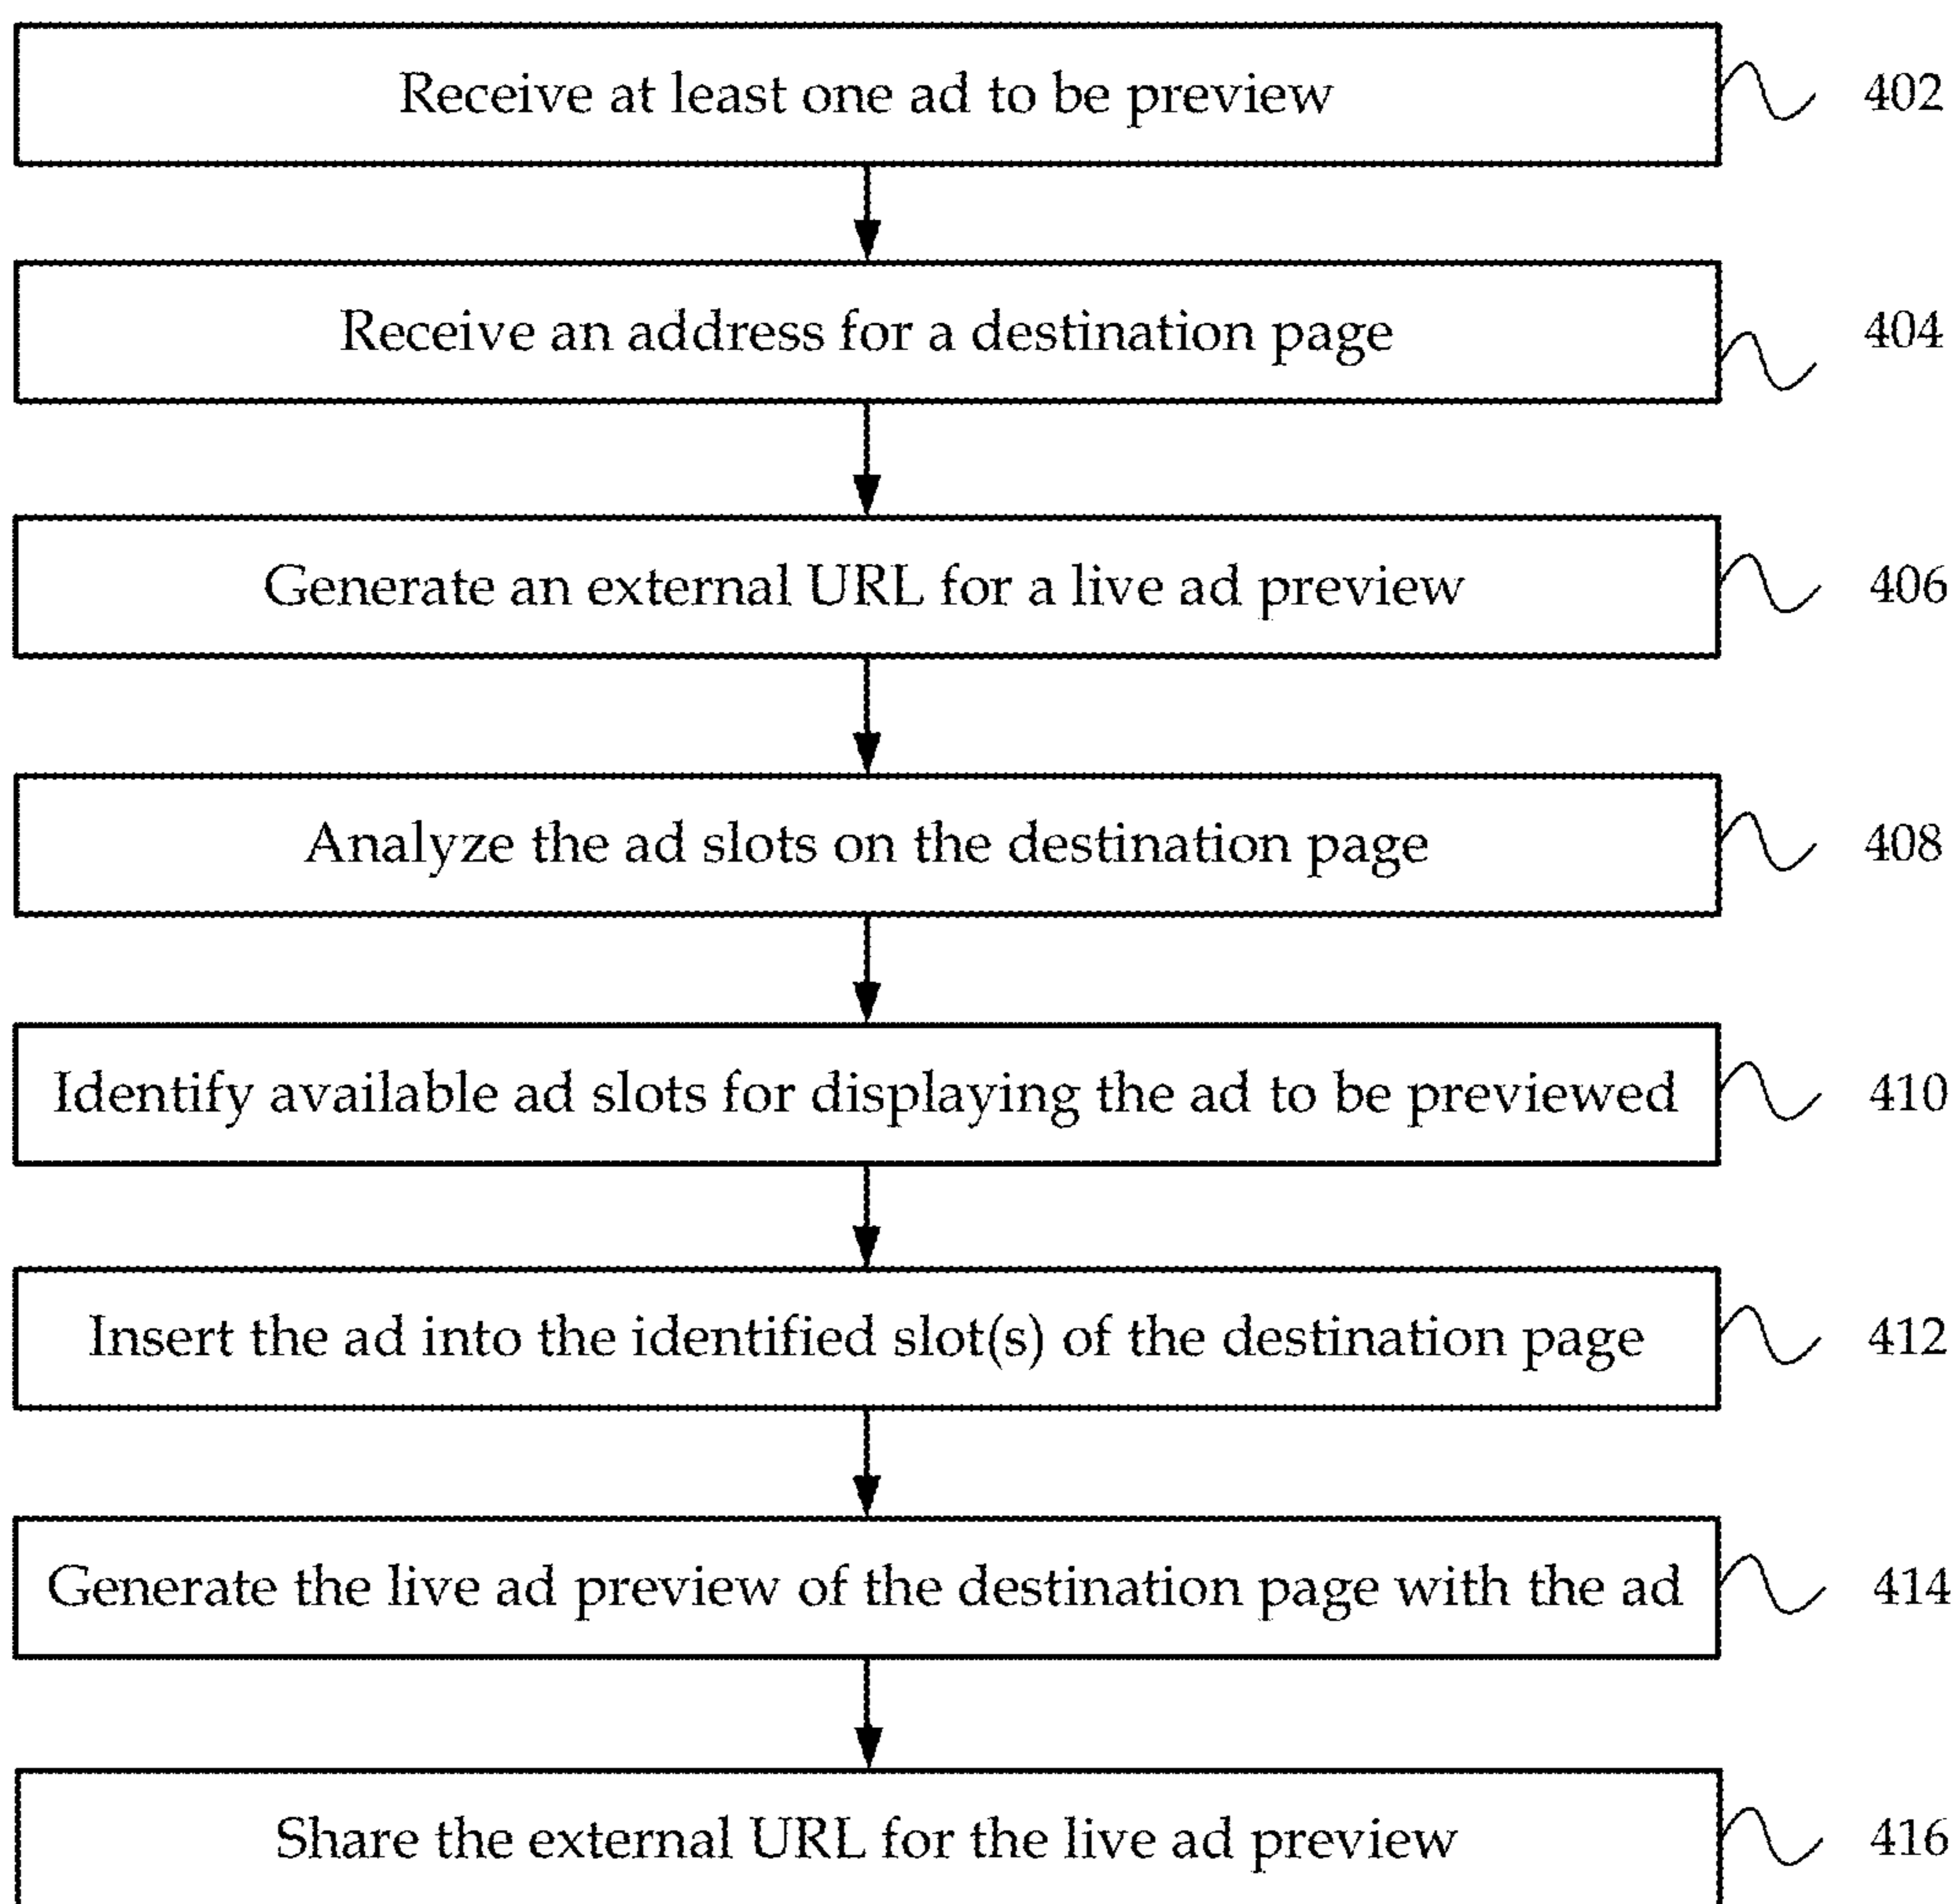 Receive at least one ad to be preview 402
Receive an address for a destination page 404
Generate an external URL for a live ad preview 406
Analyze the ad slots on the destination page 408
Identify available ad slots for displaying the ad to be previewed 410
Insert the ad into the identified slot(s) of the destination page 412
Generate the live ad preview of the destination page with the ad 414
Share the external URL for the live ad preview 416